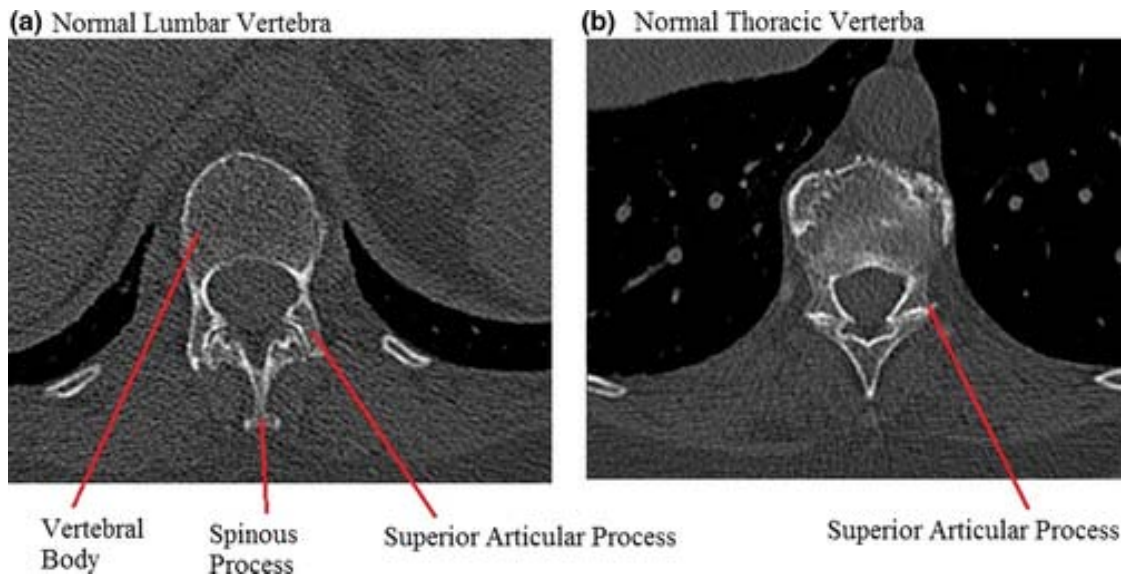 (a) Normal Lumbar Vertebra
(b) Normal Thoracic Verterba
Vertebral
Body
Spinous
Process
Superior Articular Process
Superior Articular Process